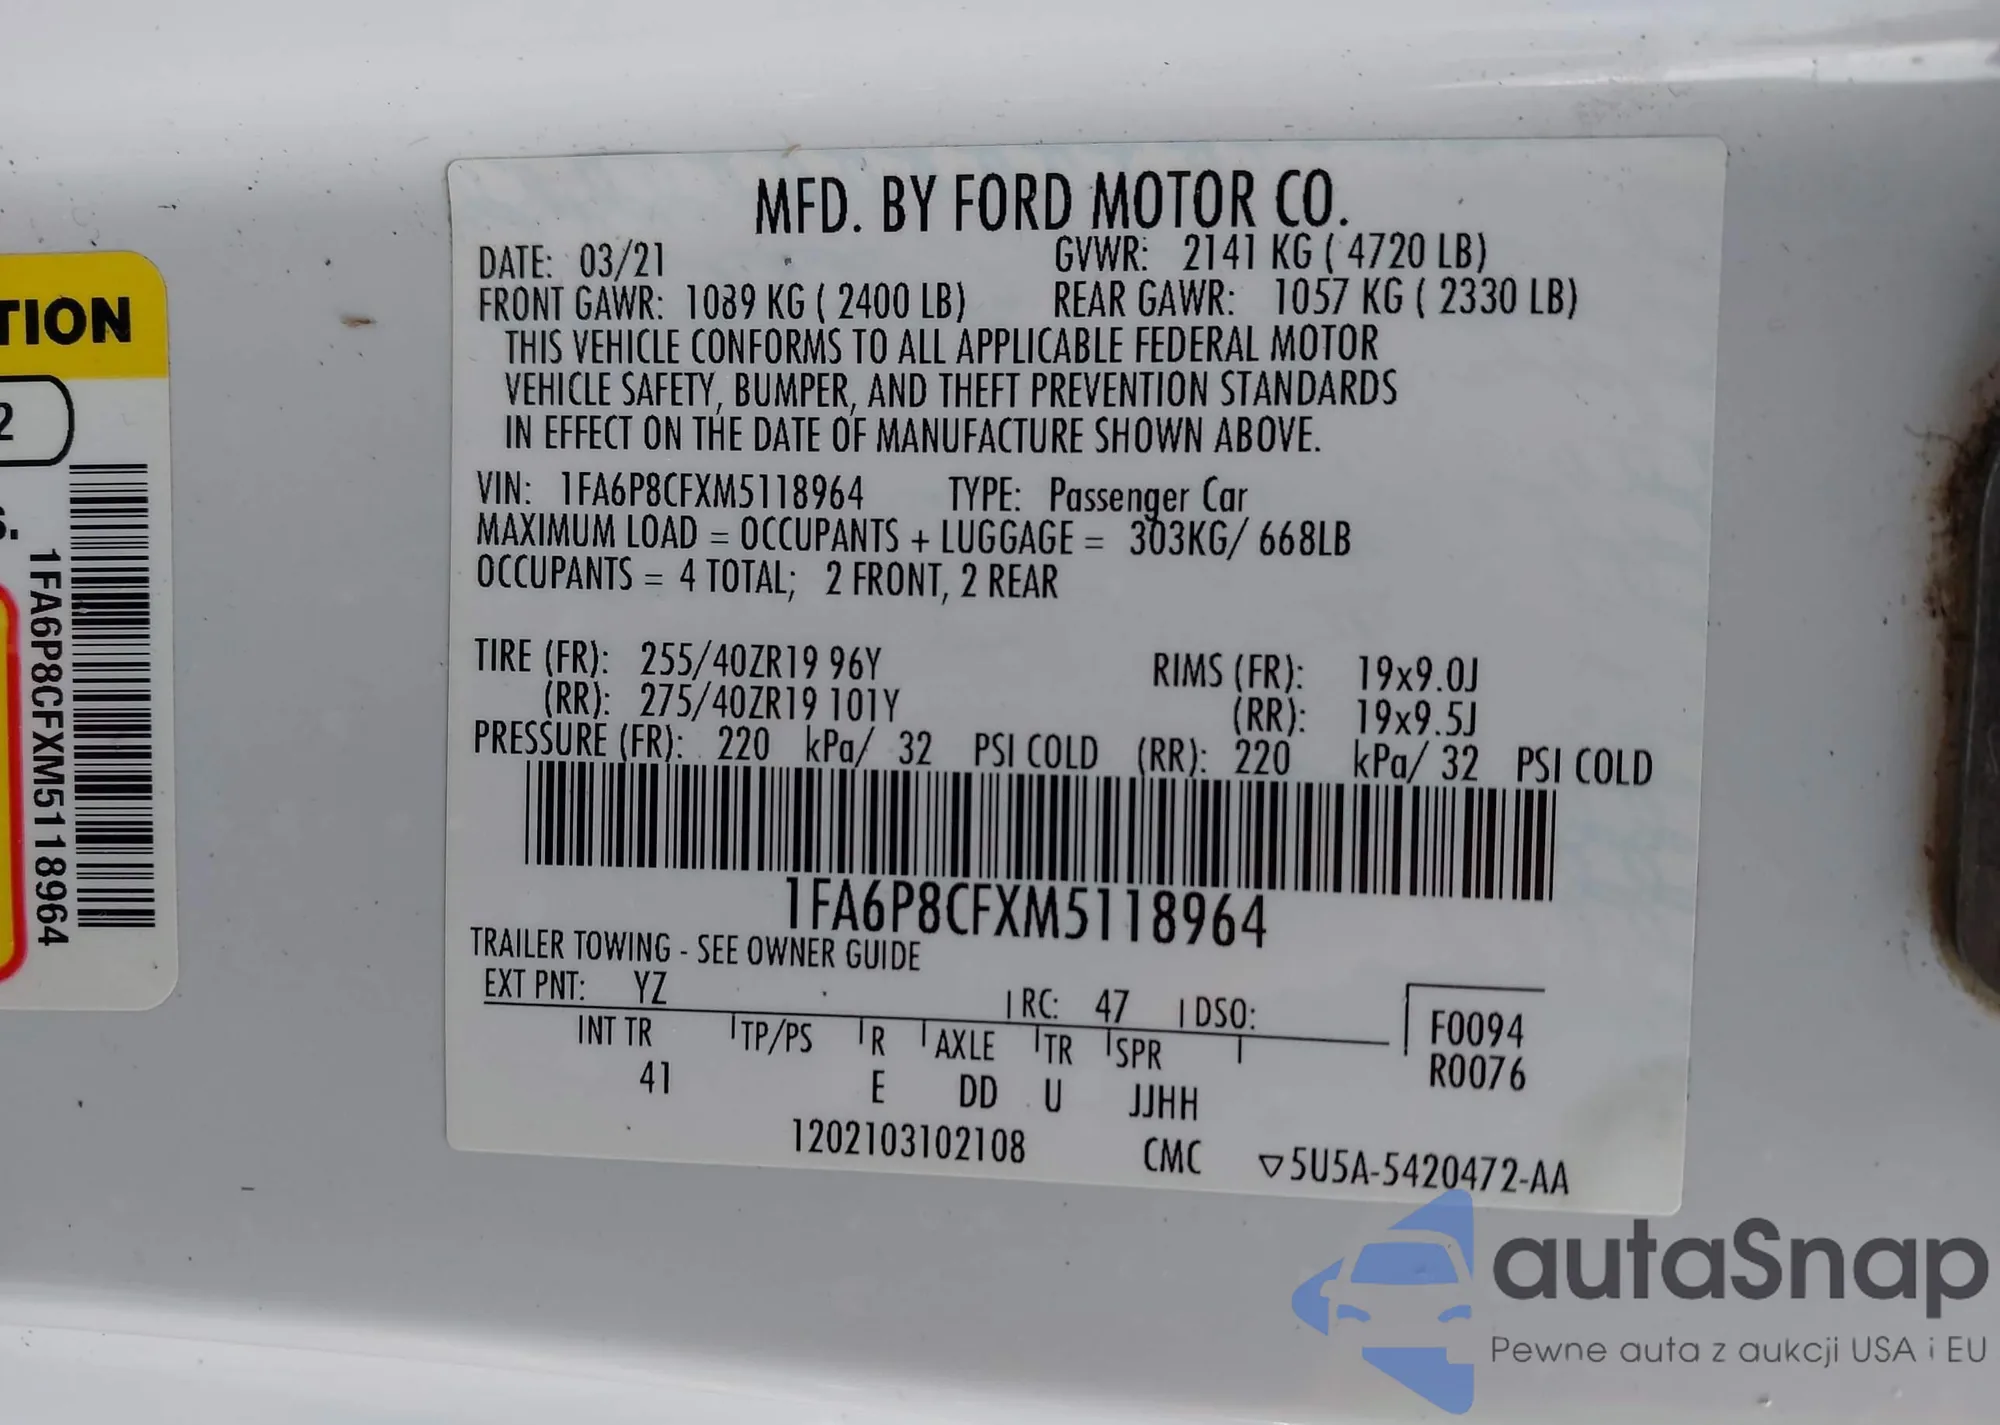 TION
2
s.
1FA6P8CFXM5118964
MFD. BY FORD MOTOR CO.
DATE: 03/21 GVWR: 2141 KG ( 4720 LB)
FRONT GAWR: 1089 KG ( 2400 LB) REAR GAWR: 1057 KG ( 2330 LB)
THIS VEHICLE CONFORMS TO ALL APPLICABLE FEDERAL MOTOR
VEHICLE SAFETY, BUMPER, AND THEFT PREVENTION STANDARDS
IN EFFECT ON THE DATE OF MANUFACTURE SHOWN ABOVE.
VIN: 1FA6P8CFXM5118964 TYPE: Passenger Car
MAXIMUM LOAD = OCCUPANTS + LUGGAGE = 303KG/ 668LB
OCCUPANTS = 4 TOTAL; 2 FRONT, 2 REAR
TIRE (FR): 255/40ZR19 96Y RIMS (FR): 19x9.0J
(RR): 275/40ZR19 101Y (RR): 19x9.5J
PRESSURE (FR): 220 kPa/ 32 PSI COLD (RR): 220 kPa/ 32 PSI COLD
1FA6P8CFXM5118964
TRAILER TOWING - SEE OWNER GUIDE
EXT PNT: YZ RC: 47 DSO: F0094
INT TR TP/PS R AXLE TR SPR R0076
41 E DD U JJHH
1202103102108 CMC ▽5U5A-5420472-AA
autaSnap
Pewne auta z aukcji USA i EU